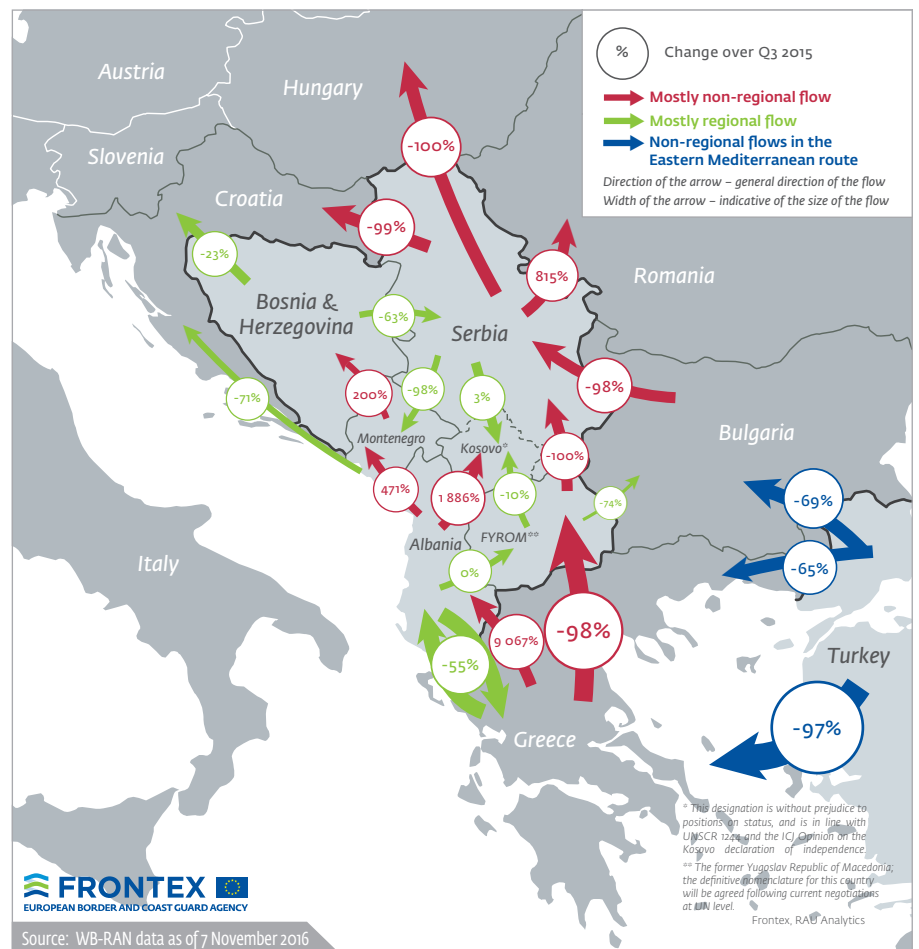 Austria
Hungary
Slovenia
Croatia
Romania
Bosnia &
Herzegovina
Serbia
Montenegro
Kosovo*
Bulgaria
Albania
FYROM**
Italy
Greece
Turkey
%
Change over Q3 2015
Mostly non-regional flow
Mostly regional flow
Non-regional flows in the
Eastern Mediterranean route
Direction of the arrow – general direction of the flow
Width of the arrow – indicative of the size of the flow
-100%
-99%
-23%
815%
-63%
-98%
-71%
200%
-98%
3%
-100%
471%
1 886%
-10%
-74%
-69%
-65%
0%
9 067%
-98%
-55%
-97%
* This designation is without prejudice to
positions on status, and is in line with
UNSCR 1244 and the ICJ Opinion on the
Kosovo declaration of independence.
** The former Yugoslav Republic of Macedonia;
the definitive nomenclature for this country
will be agreed following current negotiations
at UN level.
Frontex, RAU Analytics
FRONTEX
EUROPEAN BORDER AND COAST GUARD AGENCY
Source: WB-RAN data as of 7 November 2016